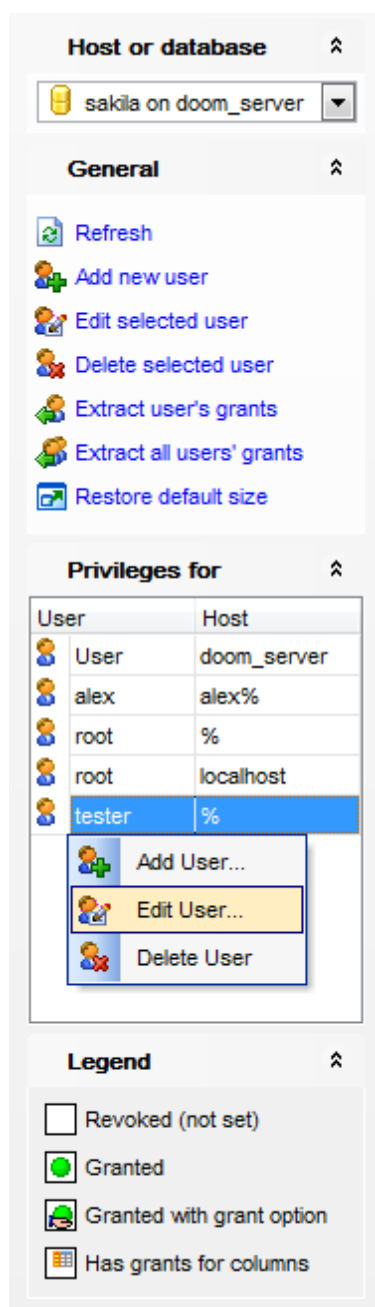 Host or database
sakila on doom_server
General
Refresh
Add new user
Edit selected user
Delete selected user
Extract user's grants
Extract all users' grants
Restore default size
Privileges for
User Host
User doom_server
alex alex%
root %
root localhost
tester %
Add User...
Edit User...
Delete User
Legend
Revoked (not set)
Granted
Granted with grant option
Has grants for columns